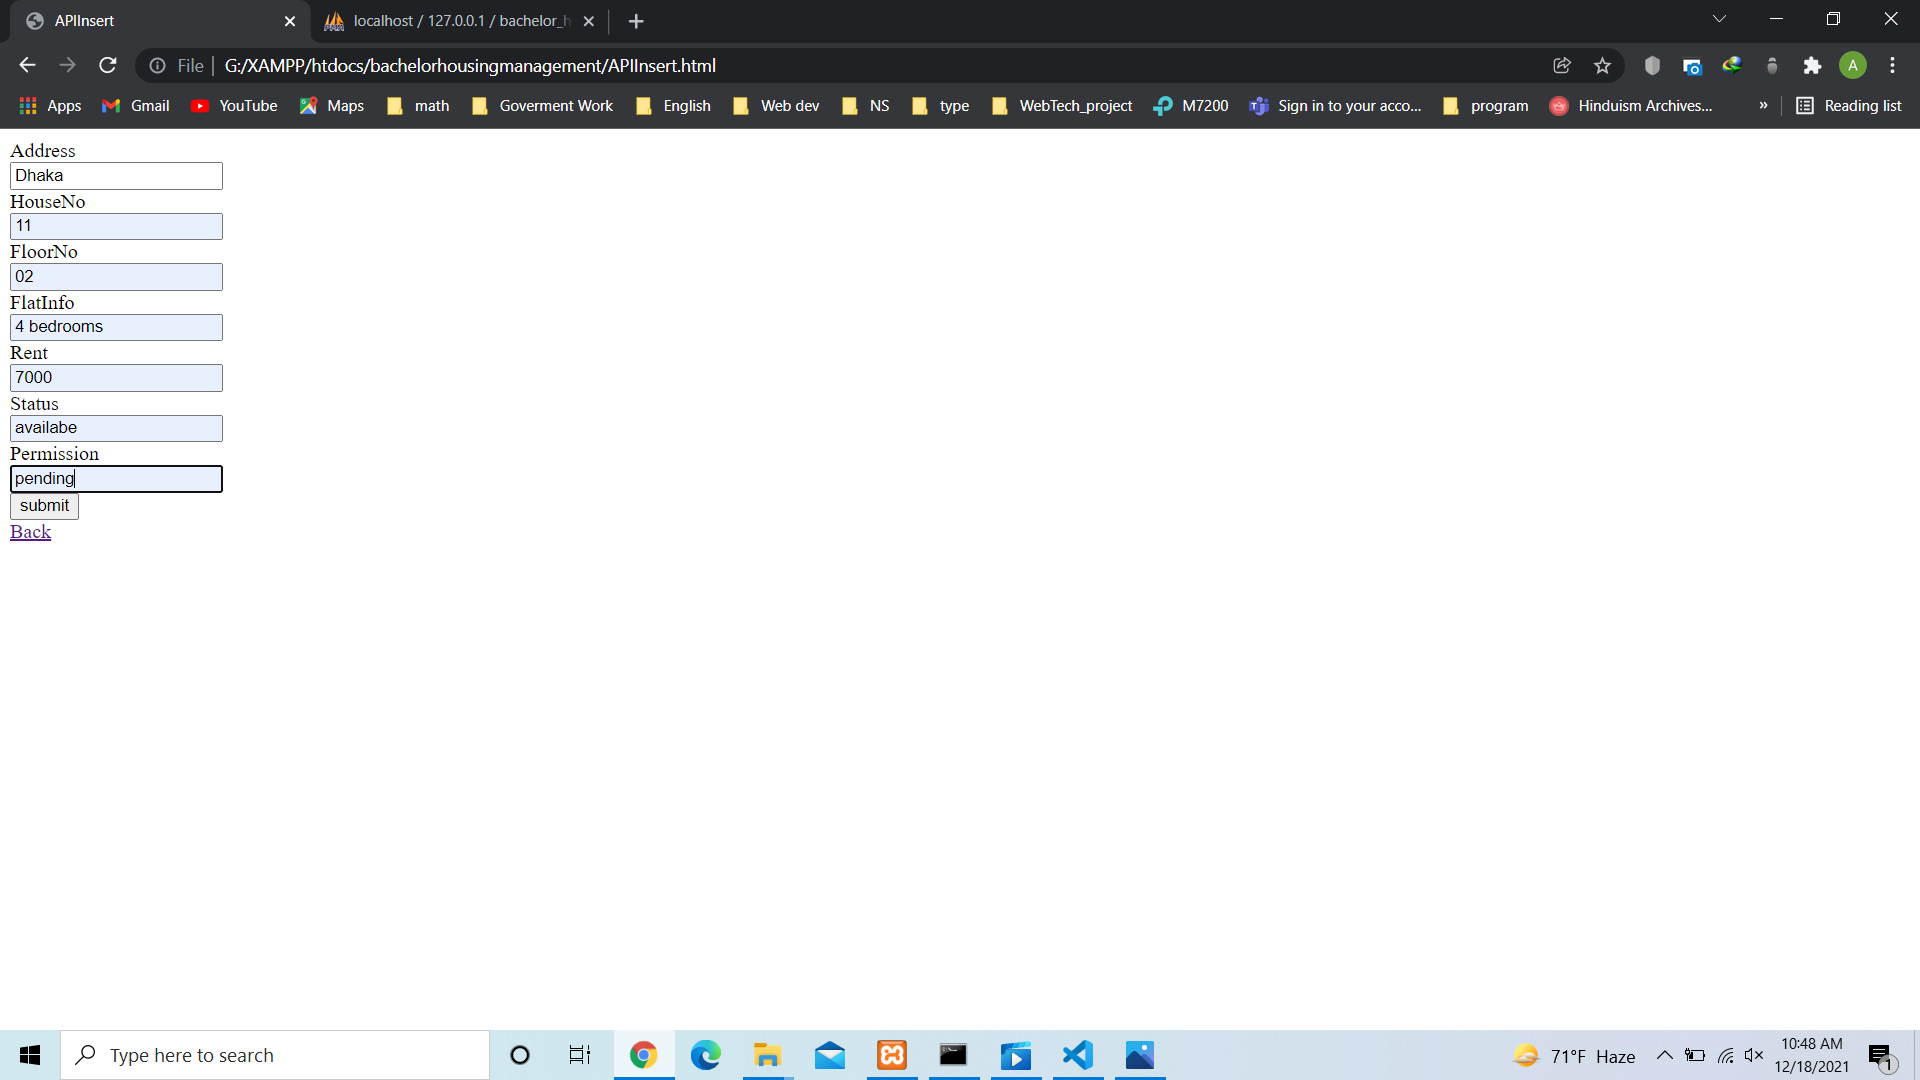 APIInsert
localhost / 127.0.0.1 / bachelor_h
File
G:/XAMPP/htdocs/bachelorhousingmanagement/APIInsert.html
A
Apps
Gmail
YouTube
Maps
math
Goverment Work
English
Web dev
NS
type
WebTech_project
M7200
Sign in to your acco...
program
Hinduism Archives...
»
Reading list
Address
Dhaka
HouseNo
11
FloorNo
02
FlatInfo
4 bedrooms
Rent
7000
Status
availabe
Permission
pending
submit
Back
Type here to search
71°F Haze
10:48 AM
12/18/2021
1